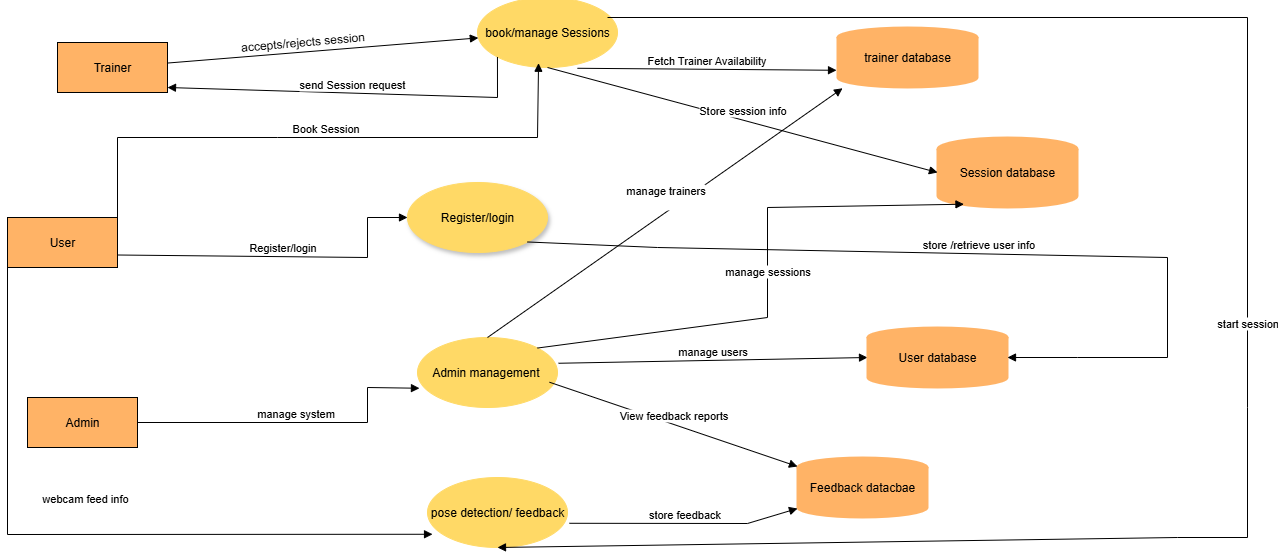 book/manage Sessions
accepts/rejects session
Trainer
trainer database
Fetch Trainer Availability
send Session request
Store session info
Book Session
Session database
manage trainers
Register/login
User
Register/login
store /retrieve user info
manage sessions
start session
manage users
User database
Admin management
manage system
View feedback reports
Admin
Feedback datacbae
webcam feed info
pose detection/ feedback
store feedback